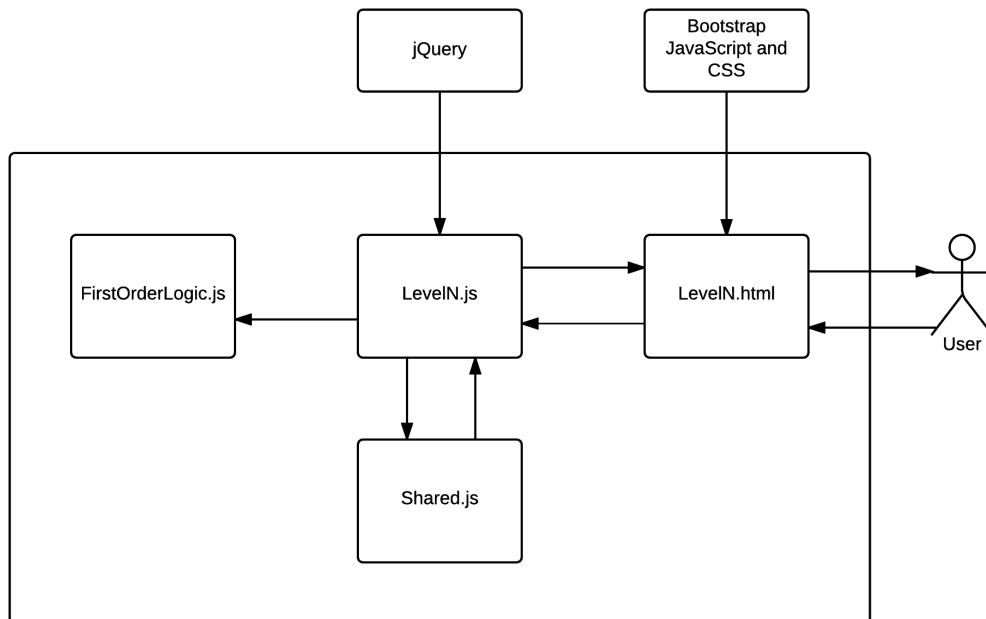 jQuery
Bootstrap
JavaScript and
CSS
FirstOrderLogic.js
LevelN.js
LevelN.html
User
Shared.js